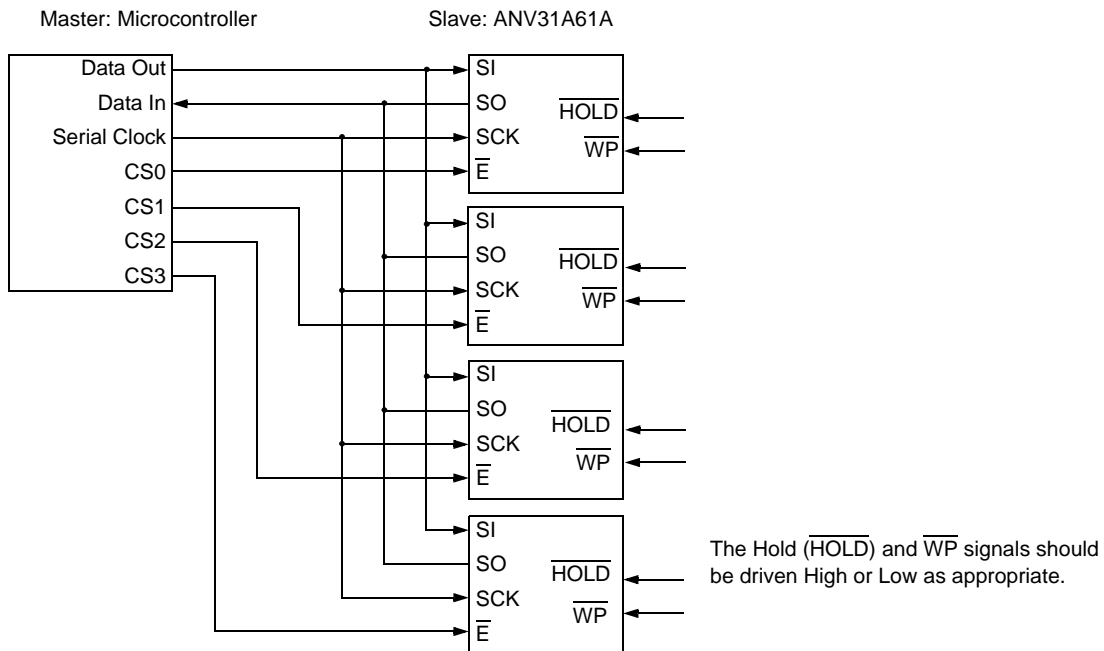 Master: Microcontroller
Slave: ANV31A61A
Data Out
Data In
Serial Clock
CS0
CS1
CS2
CS3
SI
SO
SCK
E
HOLD
WP
SI
SO
SCK
E
HOLD
WP
SI
SO
SCK
E
HOLD
WP
SI
SO
SCK
E
HOLD
WP
The Hold (HOLD) and WP signals should
be driven High or Low as appropriate.